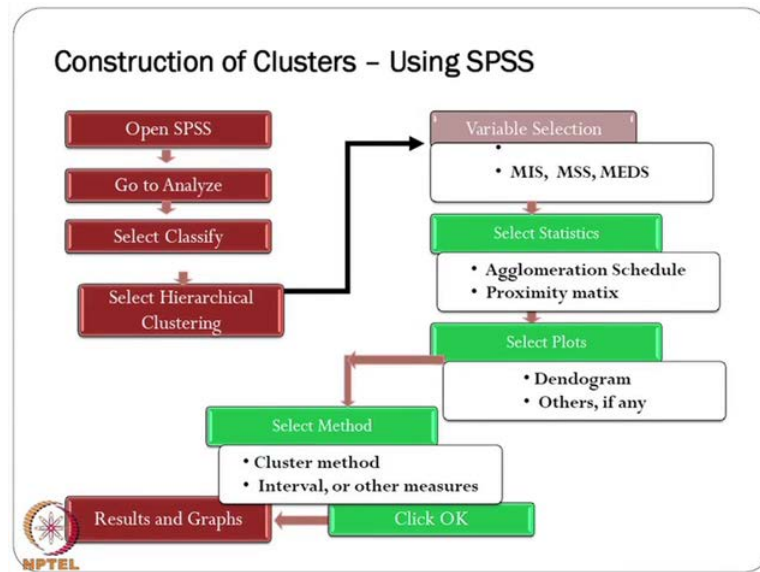 Construction of Clusters – Using SPSS
Open SPSS
Go to Analyze
Select Classify
Select Hierarchical
Clustering
Variable Selection
•
• MIS, MSS, MEDS
Select Statistics
• Agglomeration Schedule
• Proximity matix
Select Plots
• Dendogram
• Others, if any
Select Method
• Cluster method
• Interval, or other measures
Click OK
Results and Graphs
NPTEL